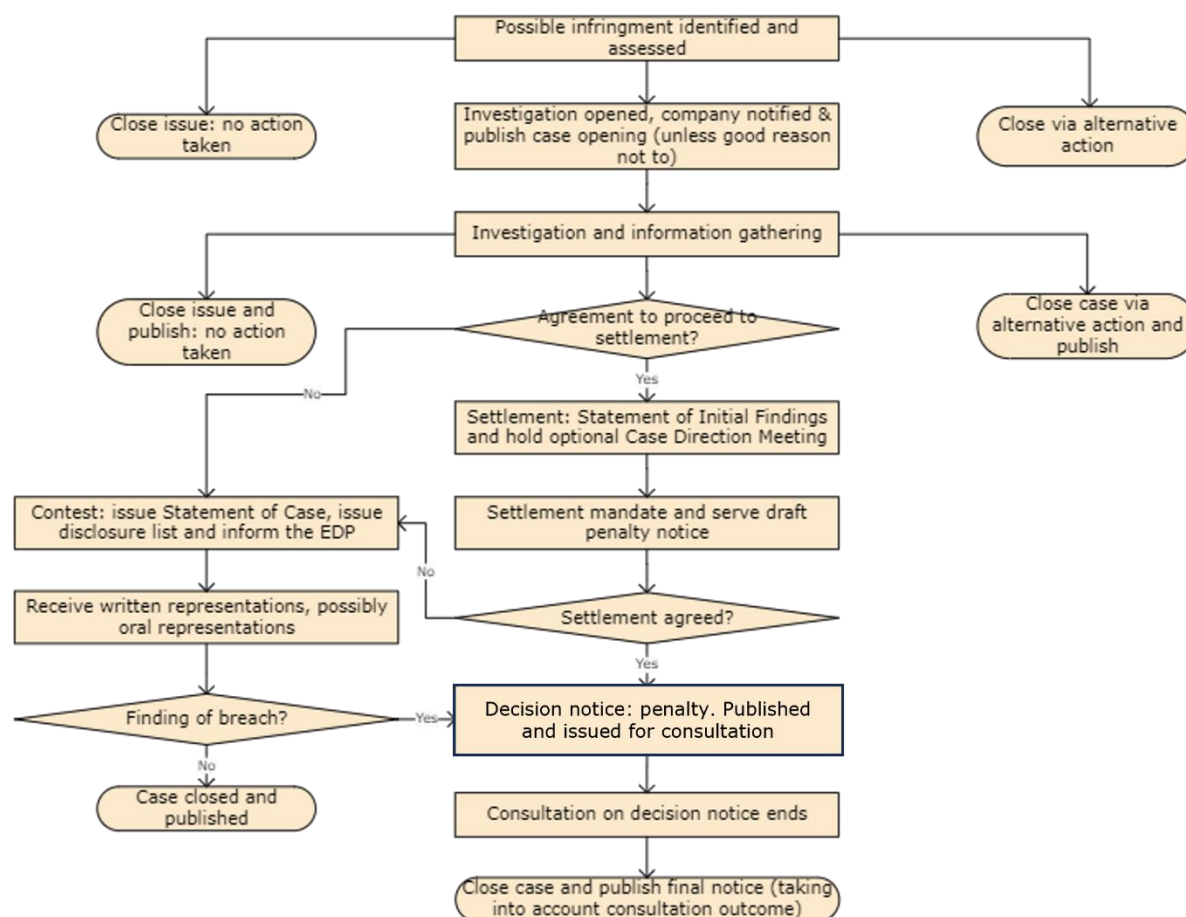 Possible infringment identified and
assessed
Close issue: no action
taken
Investigation opened, company notified &
publish case opening (unless good reason
not to)
Close via alternative
action
Investigation and information gathering
Close issue and
publish: no action
taken
Agreement to proceed to
settlement?
Close case via
alternative action and
publish
Yes
No
Settlement: Statement of Initial Findings
and hold optional Case Direction Meeting
Contest: issue Statement of Case, issue
disclosure list and inform the EDP
Settlement mandate and serve draft
penalty notice
No
Receive written representations, possibly
oral representations
Settlement agreed?
Yes
Finding of breach?
Yes
Decision notice: penalty. Published
and issued for consultation
No
Case closed and
published
Consultation on decision notice ends
Close case and publish final notice (taking
into account consultation outcome)